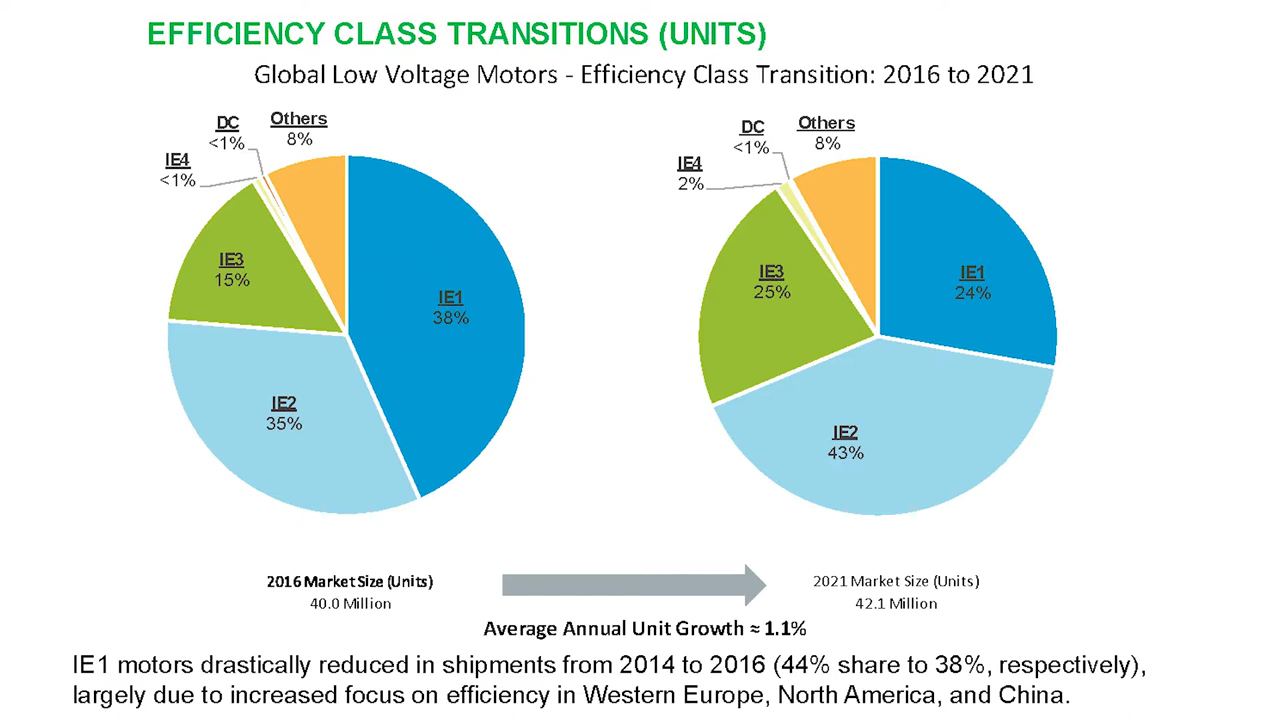 EFFICIENCY CLASS TRANSITIONS (UNITS)
Global Low Voltage Motors - Efficiency Class Transition: 2016 to 2021
Others
8%
DC
<1%
IE4
<1%
IE3
15%
IE1
38%
IE2
35%
Others
8%
DC
<1%
IE4
2%
IE3
25%
IE1
24%
IE2
43%
2016 Market Size (Units)
40.0 Million
2021 Market Size (Units)
42.1 Million
Average Annual Unit Growth ≈ 1.1%
IE1 motors drastically reduced in shipments from 2014 to 2016 (44% share to 38%, respectively),
largely due to increased focus on efficiency in Western Europe, North America, and China.